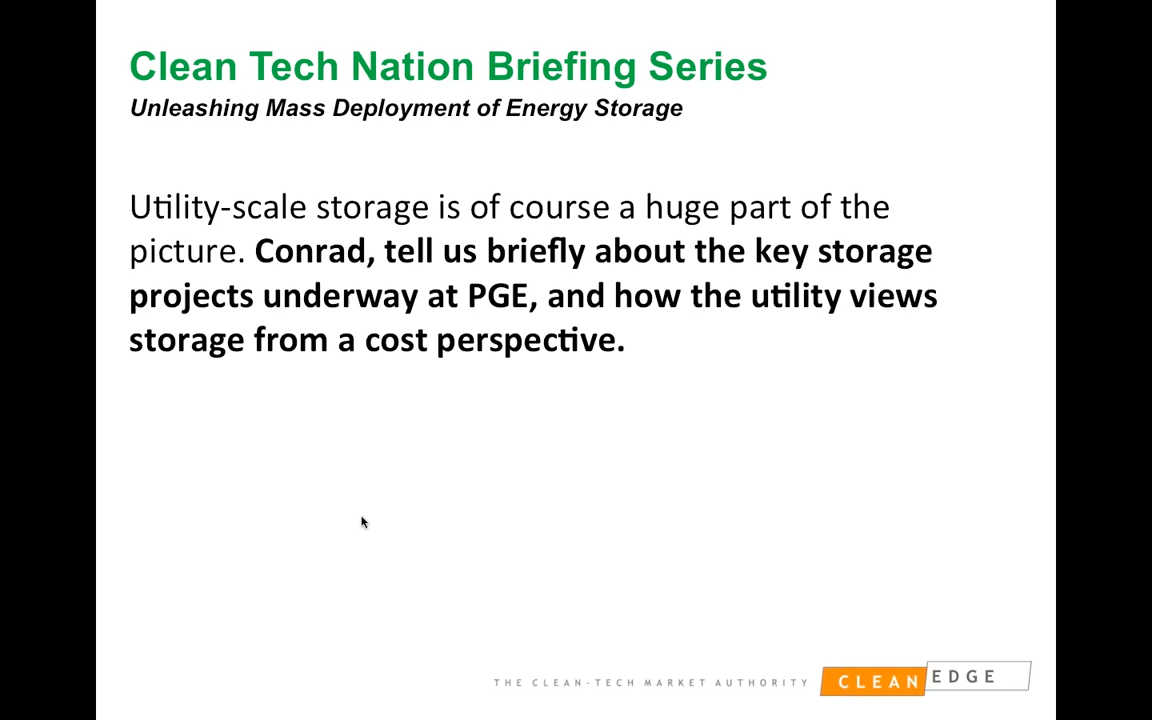 Clean Tech Nation Briefing Series
Unleashing Mass Deployment of Energy Storage
Utility-scale storage is of course a huge part of the
picture. Conrad, tell us briefly about the key storage
projects underway at PGE, and how the utility views
storage from a cost perspective.
THE CLEAN-TECH MARKET AUTHORITY CLEAN EDGE